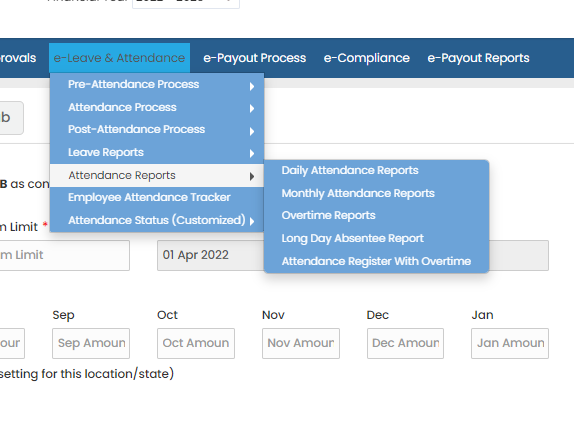 rovals e-Leave & Attendance e-Payout Process e-Compliance e-Payout Reports
Pre-Attendance Process
Attendance Process
Post-Attendance Process
Leave Reports
Attendance Reports
Employee Attendance Tracker
Attendance Status (Customized)
Daily Attendance Reports
Monthly Attendance Reports
Overtime Reports
Long Day Absentee Report
Attendance Register With Overtime
b
B as con
m Limit *
m Limit 01 Apr 2022
Sep Oct Nov Dec Jan
our Sep Amoun Oct Amoun Nov Amoun Dec Amoun Jan Amoun
setting for this location/state)